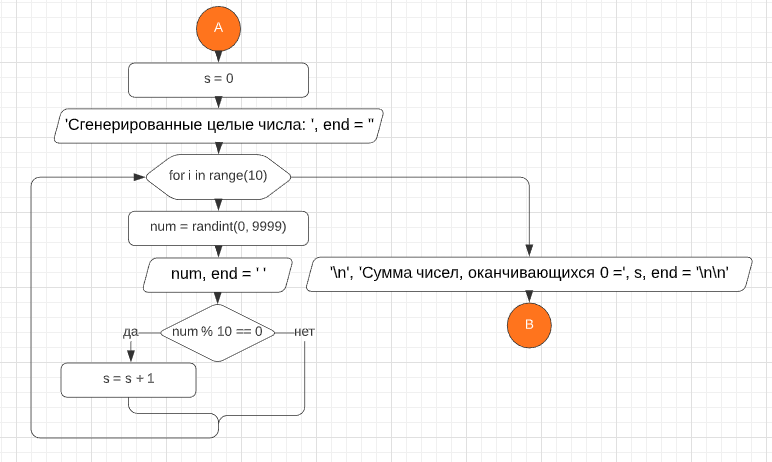 A
s = 0
'Сгенерированные целые числа: ', end = ''
for i in range(10)
num = randint(0, 9999)
num, end = ' '
'\n', 'Сумма чисел, оканчивающихся 0 =', s, end = '\n\n'
B
да
num % 10 == 0
нет
s = s + 1